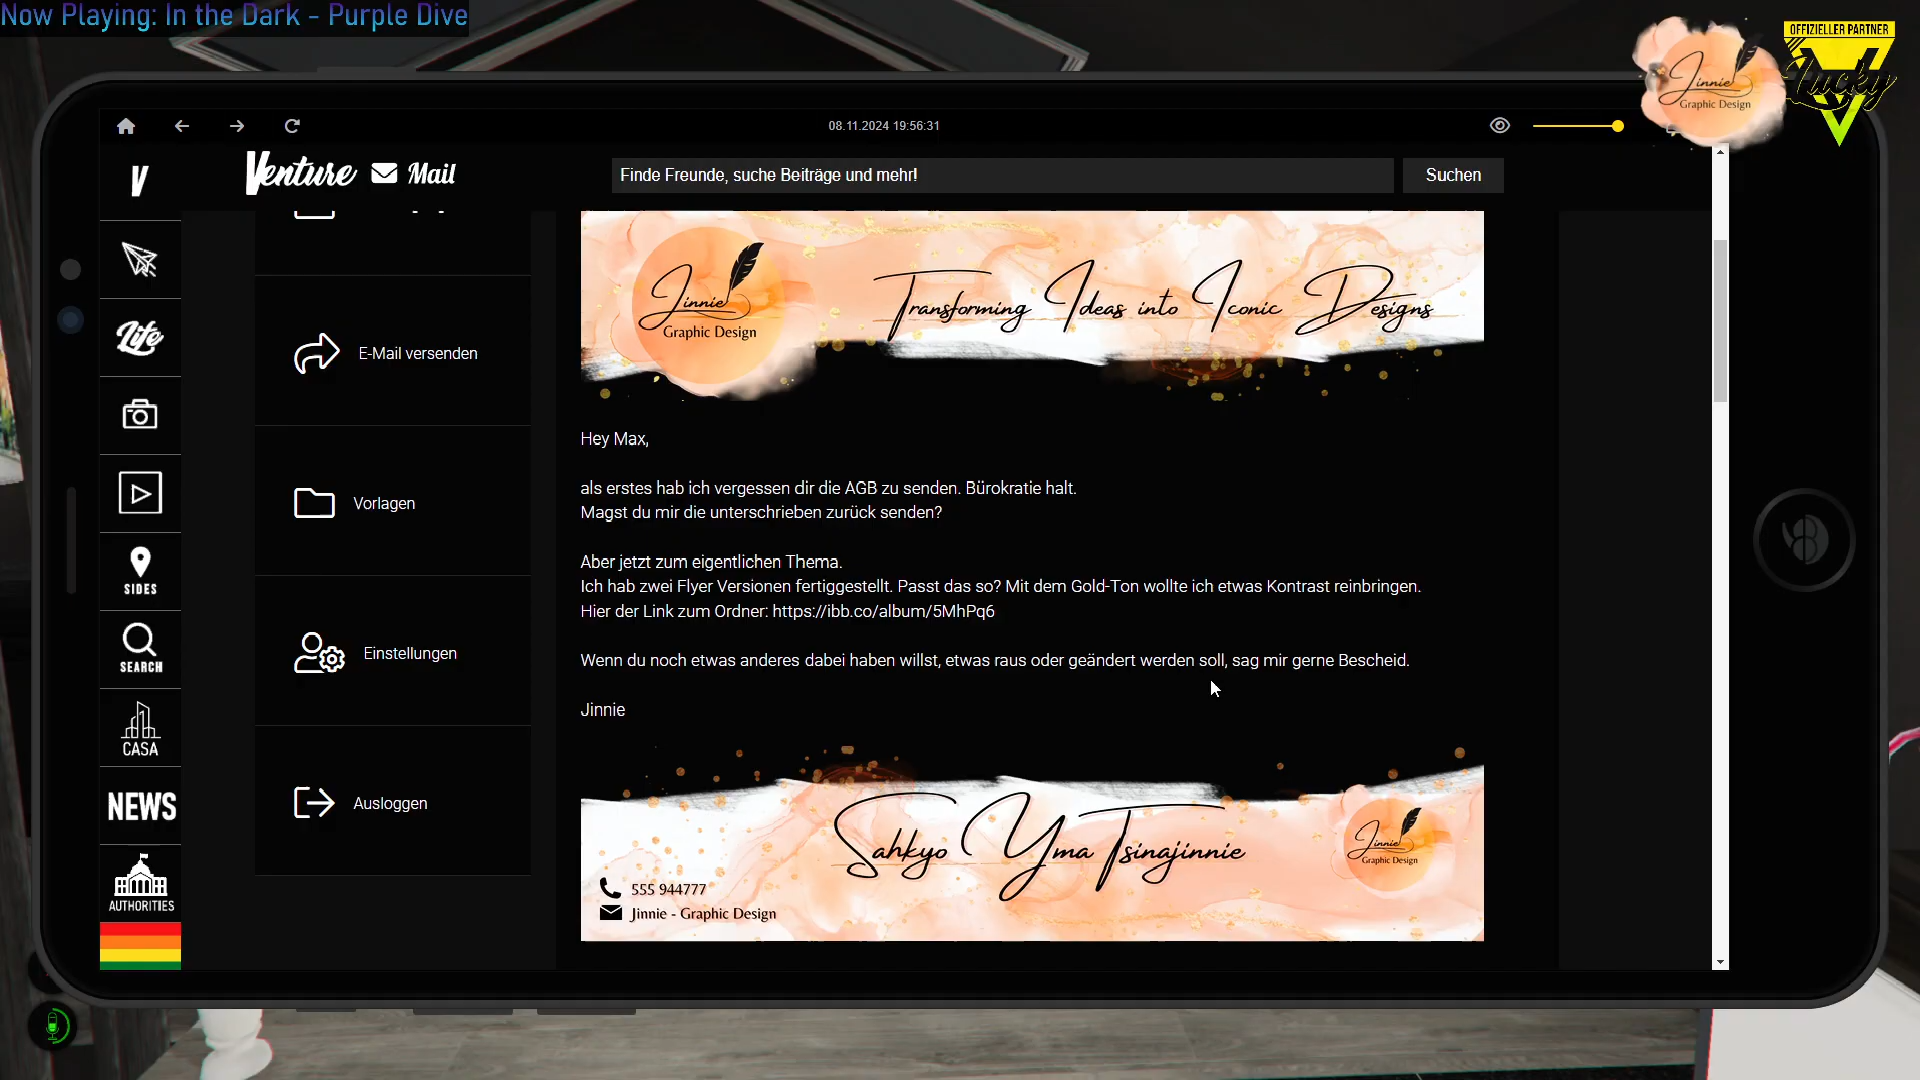 Now Playing: In the Dark - Purple Dive
OFFIZIELLER PARTNER
V
Lucky
Jinnie
Graphic Design
08.11.2024 19:56:31
V
Venture Mail
Finde Freunde, suche Beiträge und mehr!
Suchen
Life
SIDES
SEARCH
CASA
NEWS
AUTHORITIES
E-Mail versenden
Vorlagen
Einstellungen
Ausloggen
Jinnie
Graphic Design
Transforming Ideas into Iconic Designs
Hey Max,
als erstes hab ich vergessen dir die AGB zu senden. Bürokratie halt.
Magst du mir die unterschrieben zurück senden?
Aber jetzt zum eigentlichen Thema.
Ich hab zwei Flyer Versionen fertiggestellt. Passt das so? Mit dem Gold-Ton wollte ich etwas Kontrast reinbringen.
Hier der Link zum Ordner: https://ibb.co/album/5MhPq6
Wenn du noch etwas anderes dabei haben willst, etwas raus oder geändert werden soll, sag mir gerne Bescheid.
Jinnie
Sahkyo Yma Tsinajinnie
Jinnie
Graphic Design
555 944777
Jinnie - Graphic Design